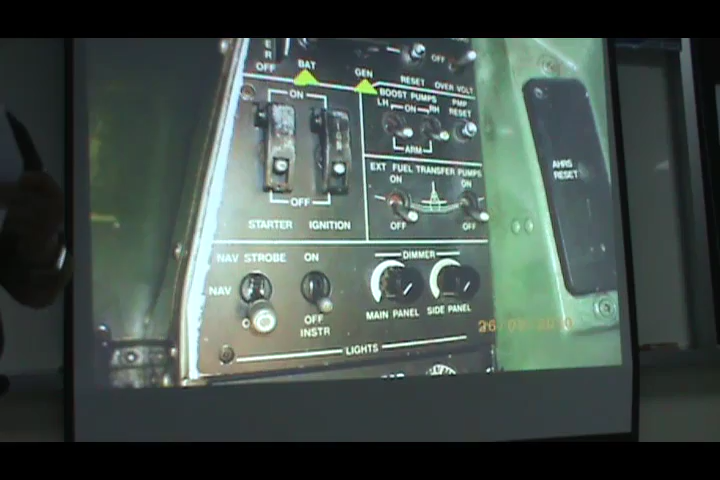 ER
OFF
BAT
GEN
OFF
RESET
OVER VOLT
ON
BOOST PUMPS
LH ON RH
PMP
RESET
ARM
EXT FUEL TRANSFER PUMPS
ON
ON
OFF
OFF
OFF
STARTER
IGNITION
NAV STROBE
ON
NAV
OFF
INSTR
DIMMER
MAIN PANEL
SIDE PANEL
LIGHTS
AHRS
RESET